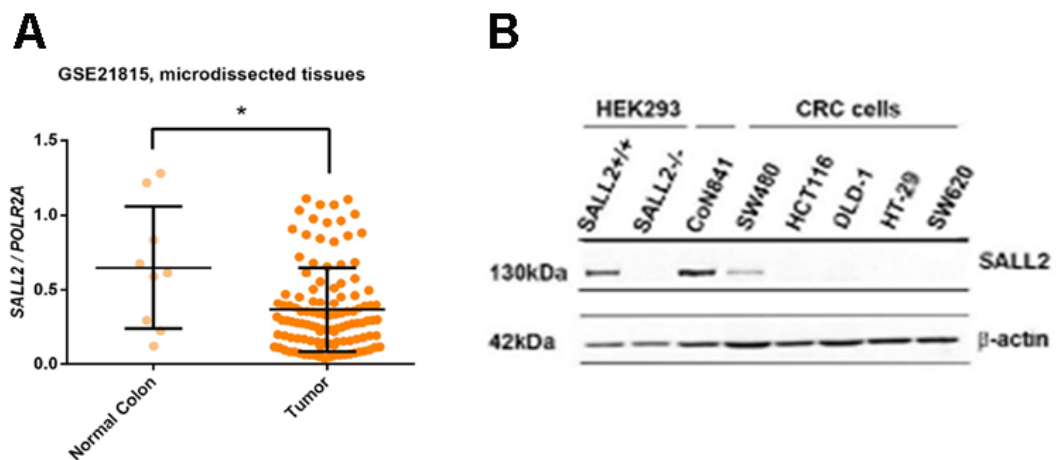 A
GSE21815, microdissected tissues
*
1.5
1.0
0.5
0.0
SALL2 / POLR2A
Normal Colon
Tumor
B
HEK293
CRC cells
SALL2+/+
SALL2-/-
CoN841
SW480
HCT116
DLD-1
HT-29
SW620
130kDa
SALL2
42kDa
β-actin